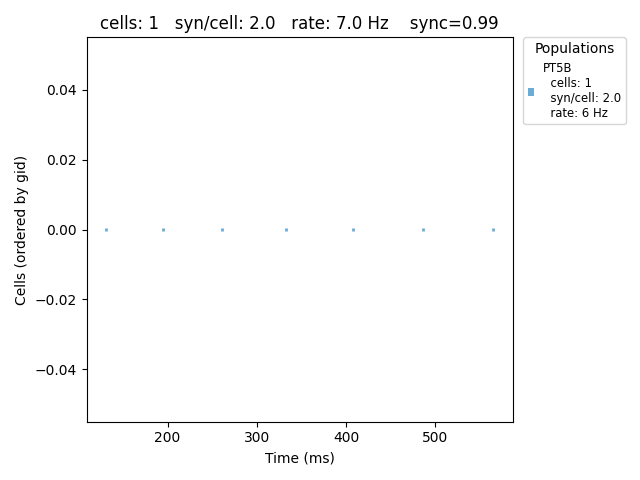 cells: 1 syn/cell: 2.0 rate: 7.0 Hz sync=0.99
Populations
PT5B
cells: 1
syn/cell: 2.0
rate: 6 Hz
0.04
0.02
0.00
−0.02
−0.04
Cells (ordered by gid)
200 300 400 500
Time (ms)